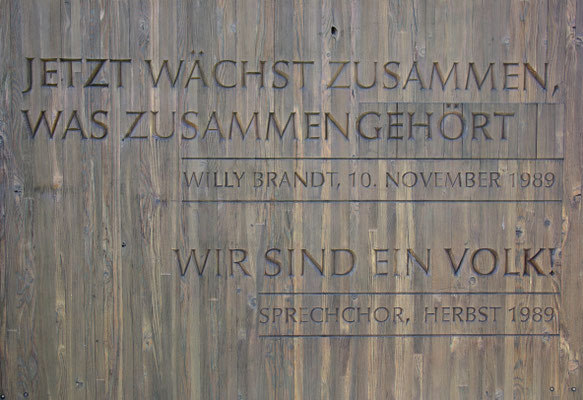 JETZT WÄCHST ZUSAMMEN,
WAS ZUSAMMENGEHÖRT
WILLY BRANDT, 10. NOVEMBER 1989
WIR SIND EIN VOLK!
SPRECHCHOR, HERBST 1989